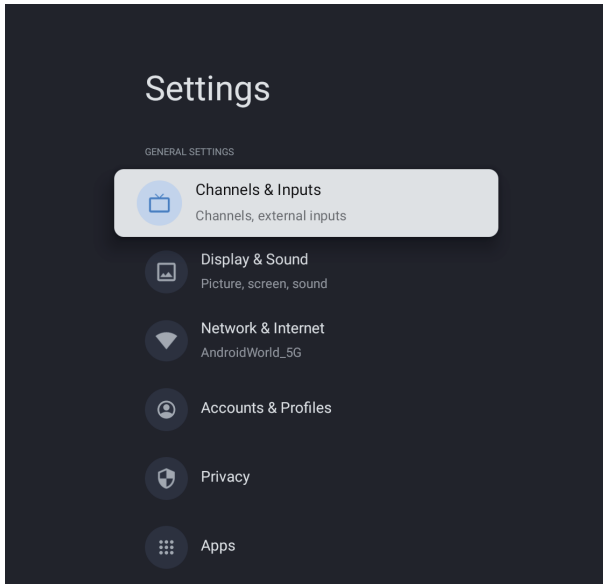 Settings
GENERAL SETTINGS
Channels & Inputs
Channels, external inputs
Display & Sound
Picture, screen, sound
Network & Internet
AndroidWorld_5G
Accounts & Profiles
Privacy
Apps